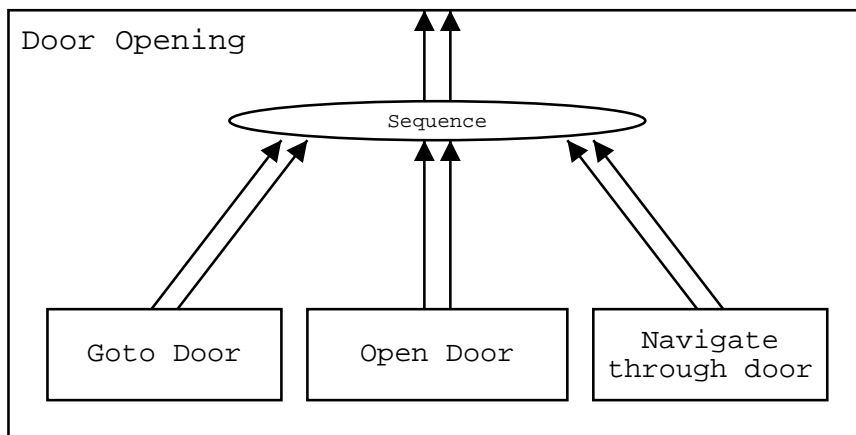 Door Opening
Sequence
Goto Door
Open Door
Navigate
through door